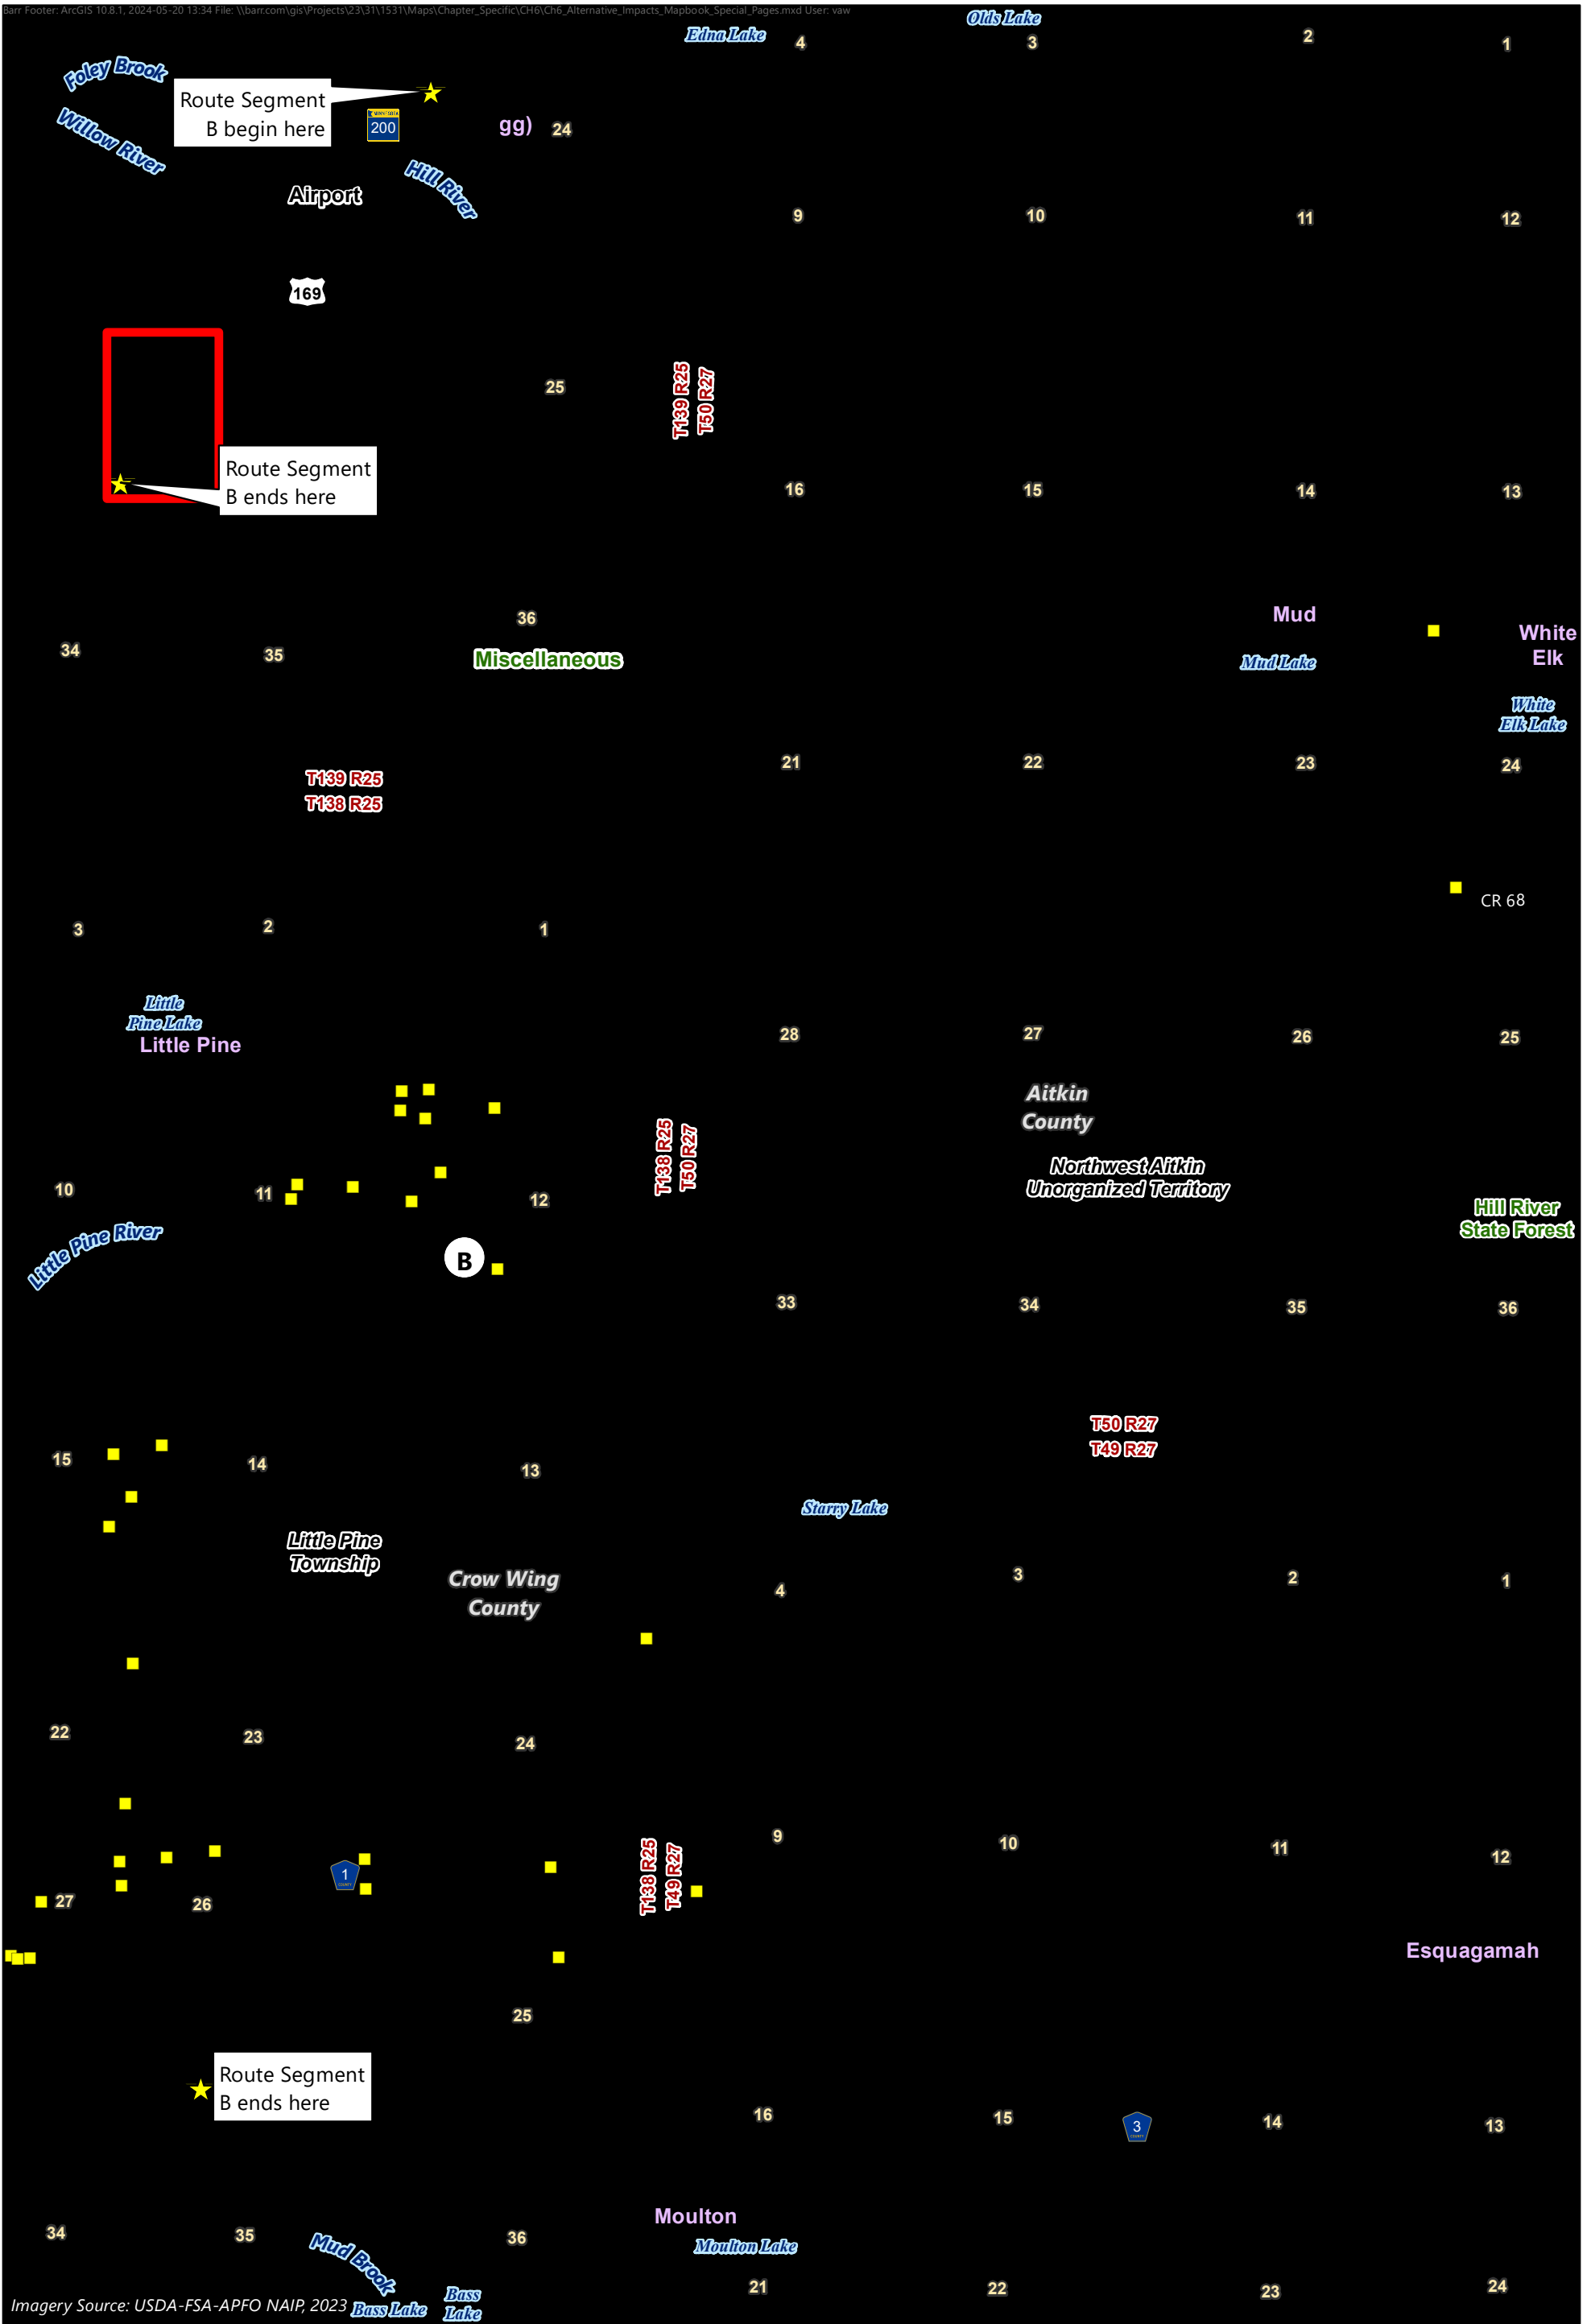 Barr Footer: ArcGIS 10.8.1, 2024-05-20 13:34 File: \\barr.com\gis\Projects\23\31\1531\Maps\Chapter_Specific\CH6\Ch6_Alternative_Impacts_Mapbook_Special_Pages.mxd User: vaw
Olds Lake
Edna Lake
4
3
2
1
Foley Brook
Route Segment
B begin here
200
gg)
24
Willow River
Hill River
Airport
9
10
11
12
169
25
T139 R25
T50 R27
Route Segment
B ends here
16
15
14
13
36
Mud
White
Elk
34
35
Miscellaneous
Mud Lake
White
Elk Lake
21
22
23
24
T139 R25
T138 R25
CR 68
3
2
1
Little
Pine Lake
Little Pine
28
27
26
25
Aitkin
County
T138 R25
T50 R27
Northwest Aitkin
Unorganized Territory
10
11
12
Hill River
State Forest
Little Pine River
B
33
34
35
36
T50 R27
T49 R27
15
14
13
Starry Lake
Little Pine
Township
Crow Wing
County
4
3
2
1
22
23
24
9
10
11
12
1
T138 R25
T49 R27
27
26
Esquagamah
25
Route Segment
B ends here
16
15
3
14
13
Moulton
34
35
36
Mud Brook
Moulton Lake
21
22
23
24
Imagery Source: USDA-FSA-APFO NAIP, 2023
Bass Lake
Bass
Lake